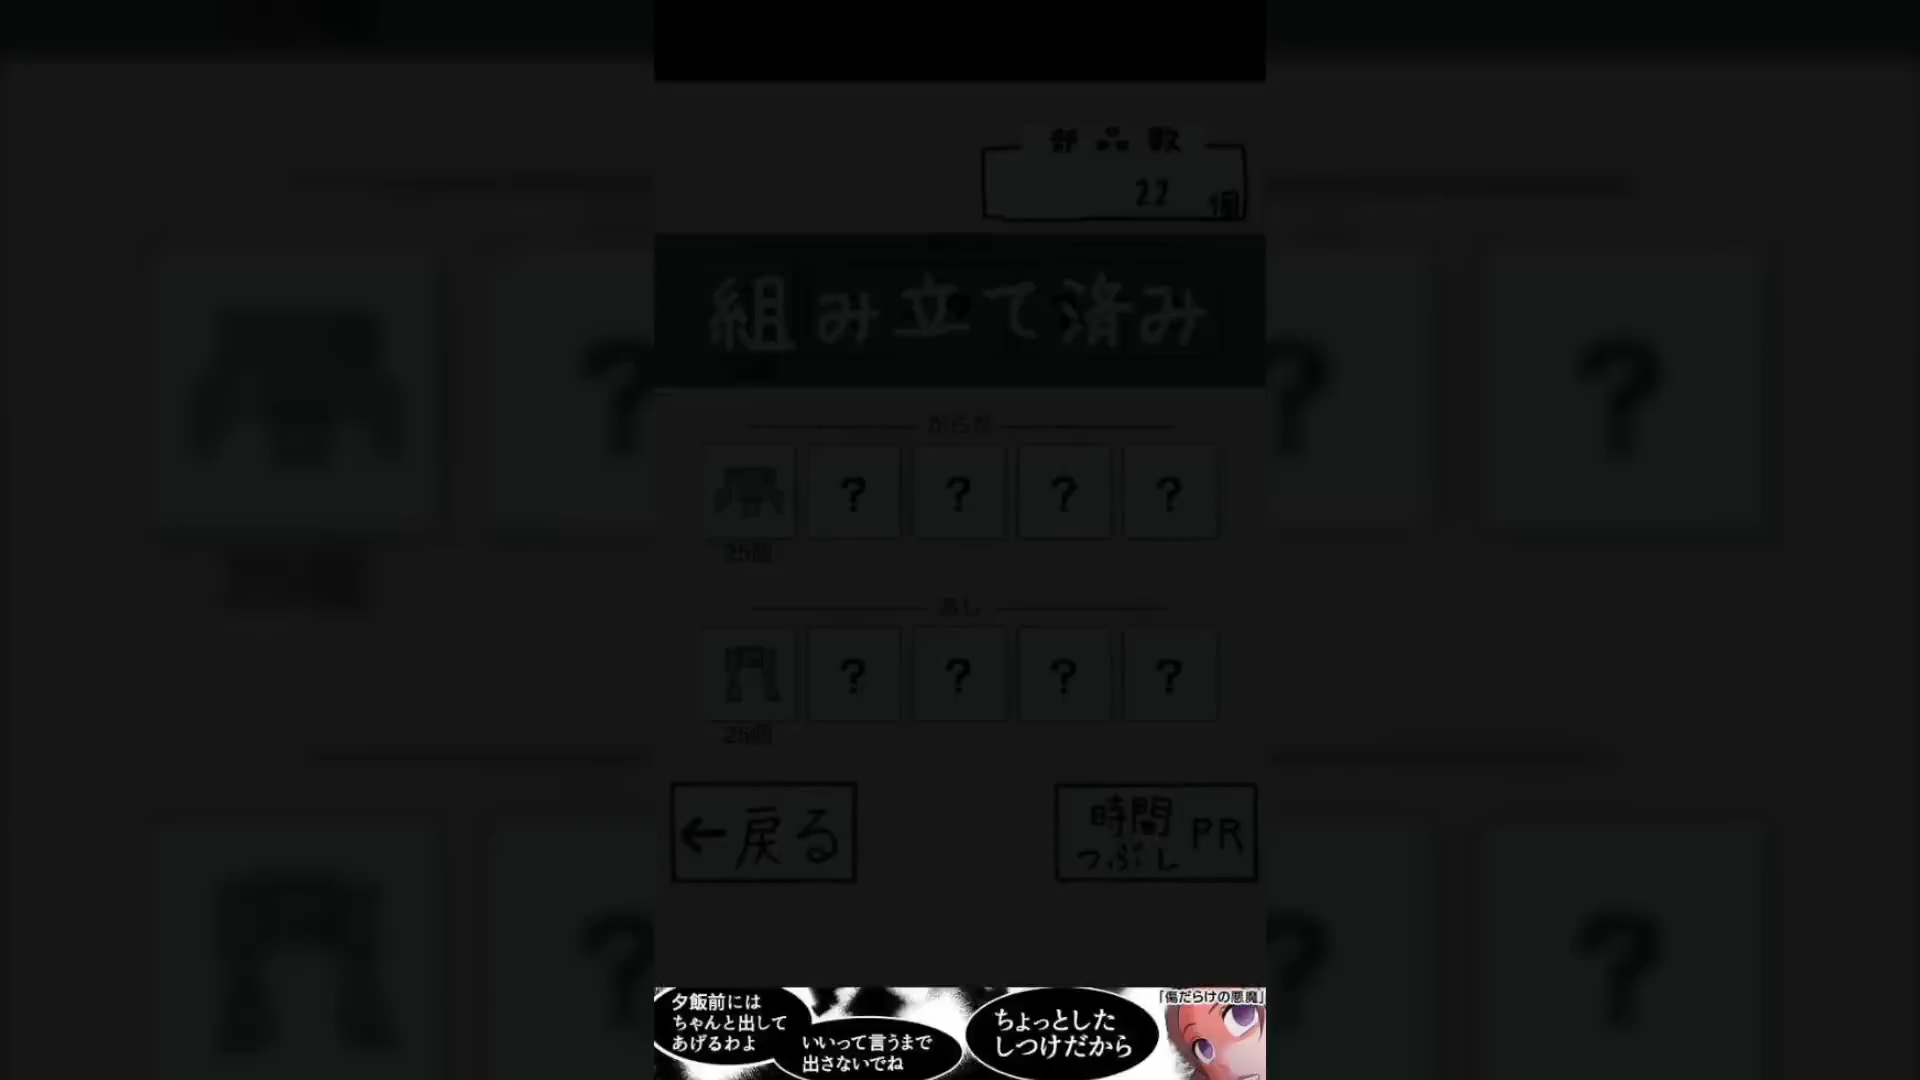 部品数
22 個
組み立て済み
からだ
? ? ? ?
25個
あし
? ? ? ?
25個
←戻る
時間
つぶし PR
夕飯前には
ちゃんと出して
あげるわよ
いいって言うまで
出さないでね
ちょっとした
しつけだから
「傷だらけの悪魔」